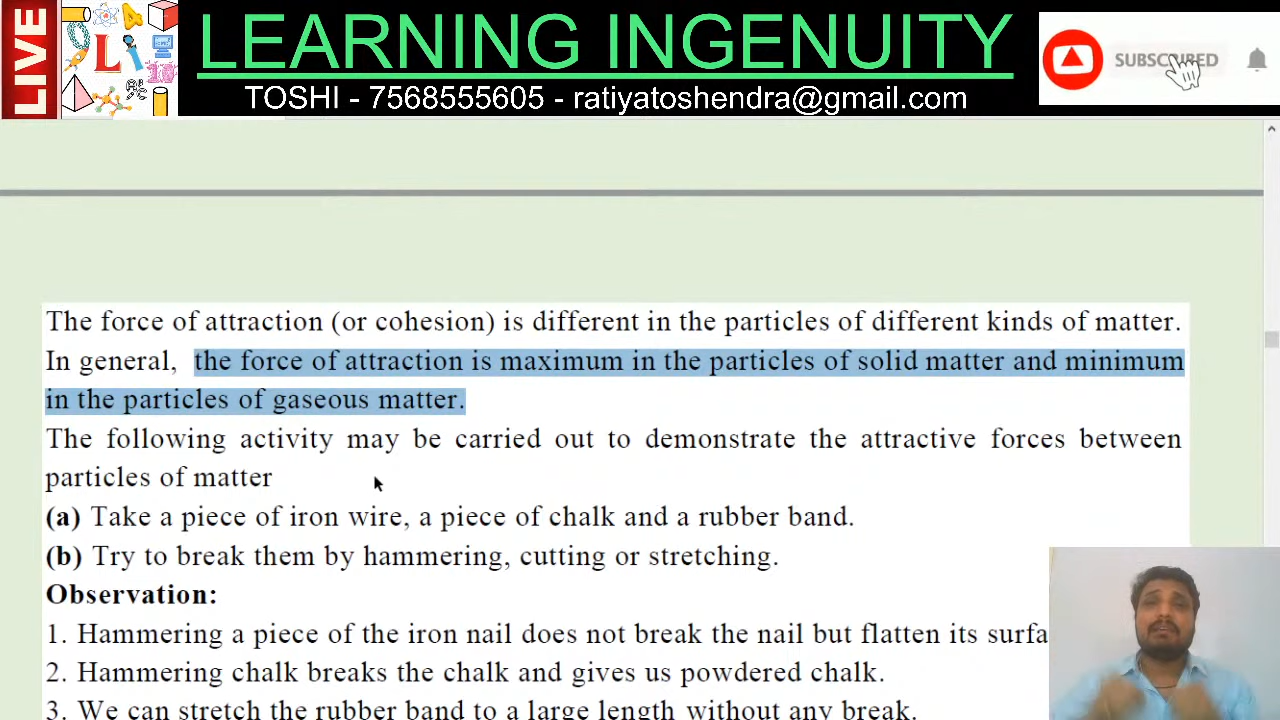 LIVE
LEARNING INGENUITY
TOSHI - 7568555605 - ratiyatoshendra@gmail.com
SUBSCRIBED
The force of attraction (or cohesion) is different in the particles of different kinds of matter.
In general, the force of attraction is maximum in the particles of solid matter and minimum
in the particles of gaseous matter.
The following activity may be carried out to demonstrate the attractive forces between
particles of matter
(a) Take a piece of iron wire, a piece of chalk and a rubber band.
(b) Try to break them by hammering, cutting or stretching.
Observation:
1. Hammering a piece of the iron nail does not break the nail but flatten its surfa
2. Hammering chalk breaks the chalk and gives us powdered chalk.
3. We can stretch the rubber band to a large length without any break.